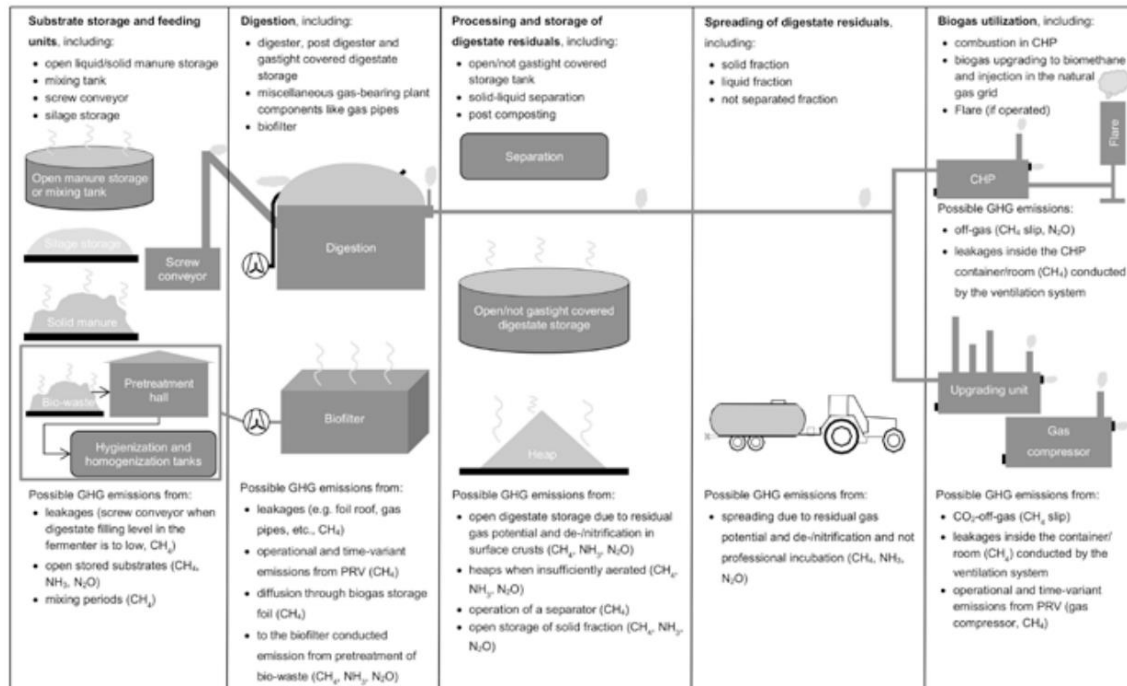 Substrate storage and feeding
units, including:
• open liquid/solid manure storage
• mixing tank
• screw conveyor
• silage storage
Open manure storage
or mixing tank
Silage storage
Screw
conveyor
Solid manure
Bio-waste
Pretreatment
hall
Hygienization and
homogenization tanks
Possible GHG emissions from:
• leakages (screw conveyor when
digestate filling level in the
fermenter is to low, CH₄)
• open stored substrates (CH₄,
NH₃, N₂O)
• mixing periods (CH₄)
Digestion, including:
• digester, post digester and
gastight covered digestate
storage
• miscellaneous gas-bearing plant
components like gas pipes
• biofilter
Digestion
Biofilter
Possible GHG emissions from:
• leakages (e.g. foil roof, gas
pipes, etc., CH₄)
• operational and time-variant
emissions from PRV (CH₄)
• diffusion through biogas storage
foil (CH₄)
• to the biofilter conducted
emission from pretreatment of
bio-waste (CH₄, NH₃, N₂O)
Processing and storage of
digestate residuals, including:
• open/not gastight covered
storage tank
• solid-liquid separation
• post composting
Separation
Open/not gastight covered
digestate storage
Heap
Possible GHG emissions from:
• open digestate storage due to residual
gas potential and de-/nitrification in
surface crusts (CH₄, NH₃, N₂O)
• heaps when insufficiently aerated (CH₄,
NH₃, N₂O)
• operation of a separator (CH₄)
• open storage of solid fraction (CH₄, NH₃,
N₂O)
Spreading of digestate residuals,
including:
• solid fraction
• liquid fraction
• not separated fraction
Possible GHG emissions from:
• spreading due to residual gas
potential and de-/nitrification and not
professional incubation (CH₄, NH₃,
N₂O)
Biogas utilization, including:
• combustion in CHP
• biogas upgrading to biomethane
and injection in the natural
gas grid
• Flare (if operated)
Flare
CHP
Possible GHG emissions:
• off-gas (CH₄ slip, N₂O)
• leakages inside the CHP
container/room (CH₄) conducted
by the ventilation system
Upgrading unit
Gas
compressor
Possible GHG emissions from:
• CO₂-off-gas (CH₄ slip)
• leakages inside the container/
room (CH₄) conducted by the
ventilation system
• operational and time-variant
emissions from PRV (gas
compressor, CH₄)